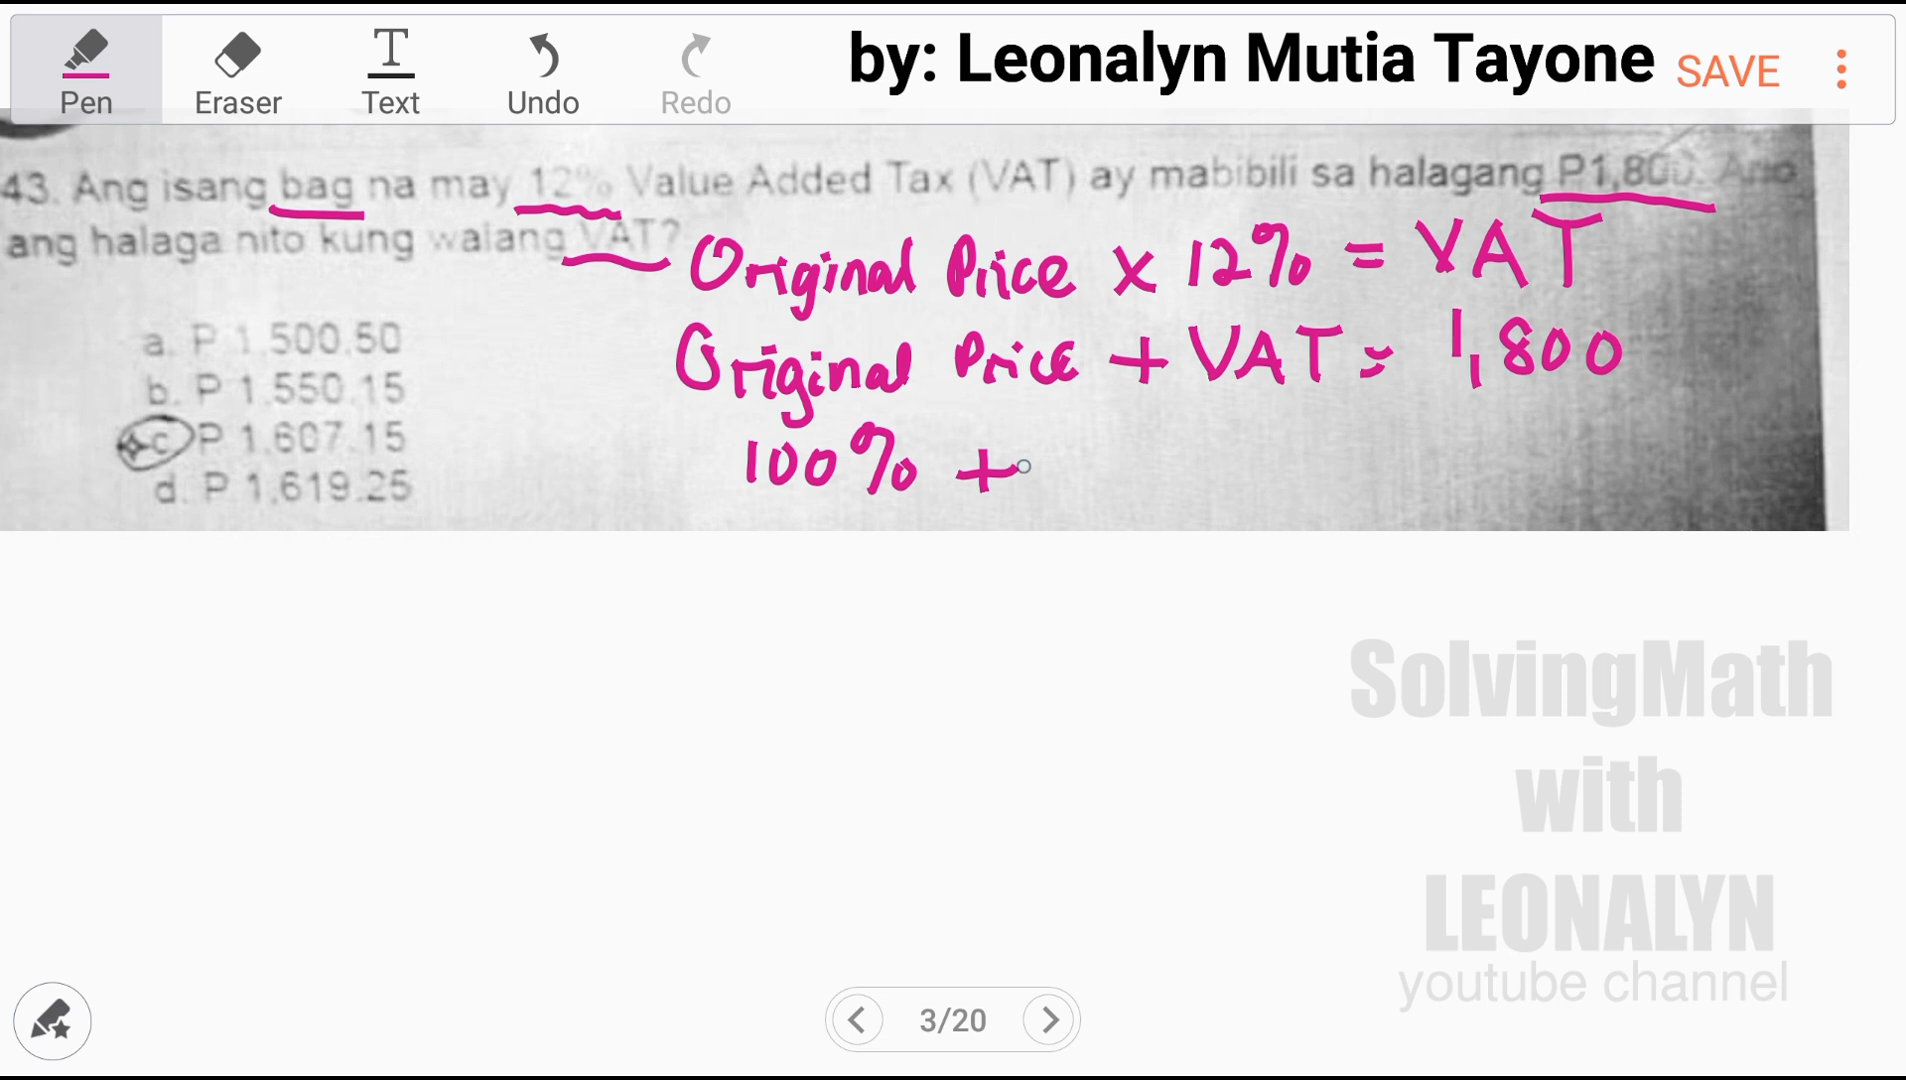 Pen
Eraser
Text
Undo
Redo
by: Leonalyn Mutia Tayone
SAVE
43. Ang isang bag na may 12% Value Added Tax (VAT) ay mabibili sa halagang P1,800. Ano
ang halaga nito kung walang VAT?
Original Price x 12% = VAT
Original Price + VAT = 1,800
100% +
a. P 1,500.50
b. P 1,550.15
c P 1,607.15
d. P 1,619.25
SolvingMath
with
LEONALYN
youtube channel
3/20